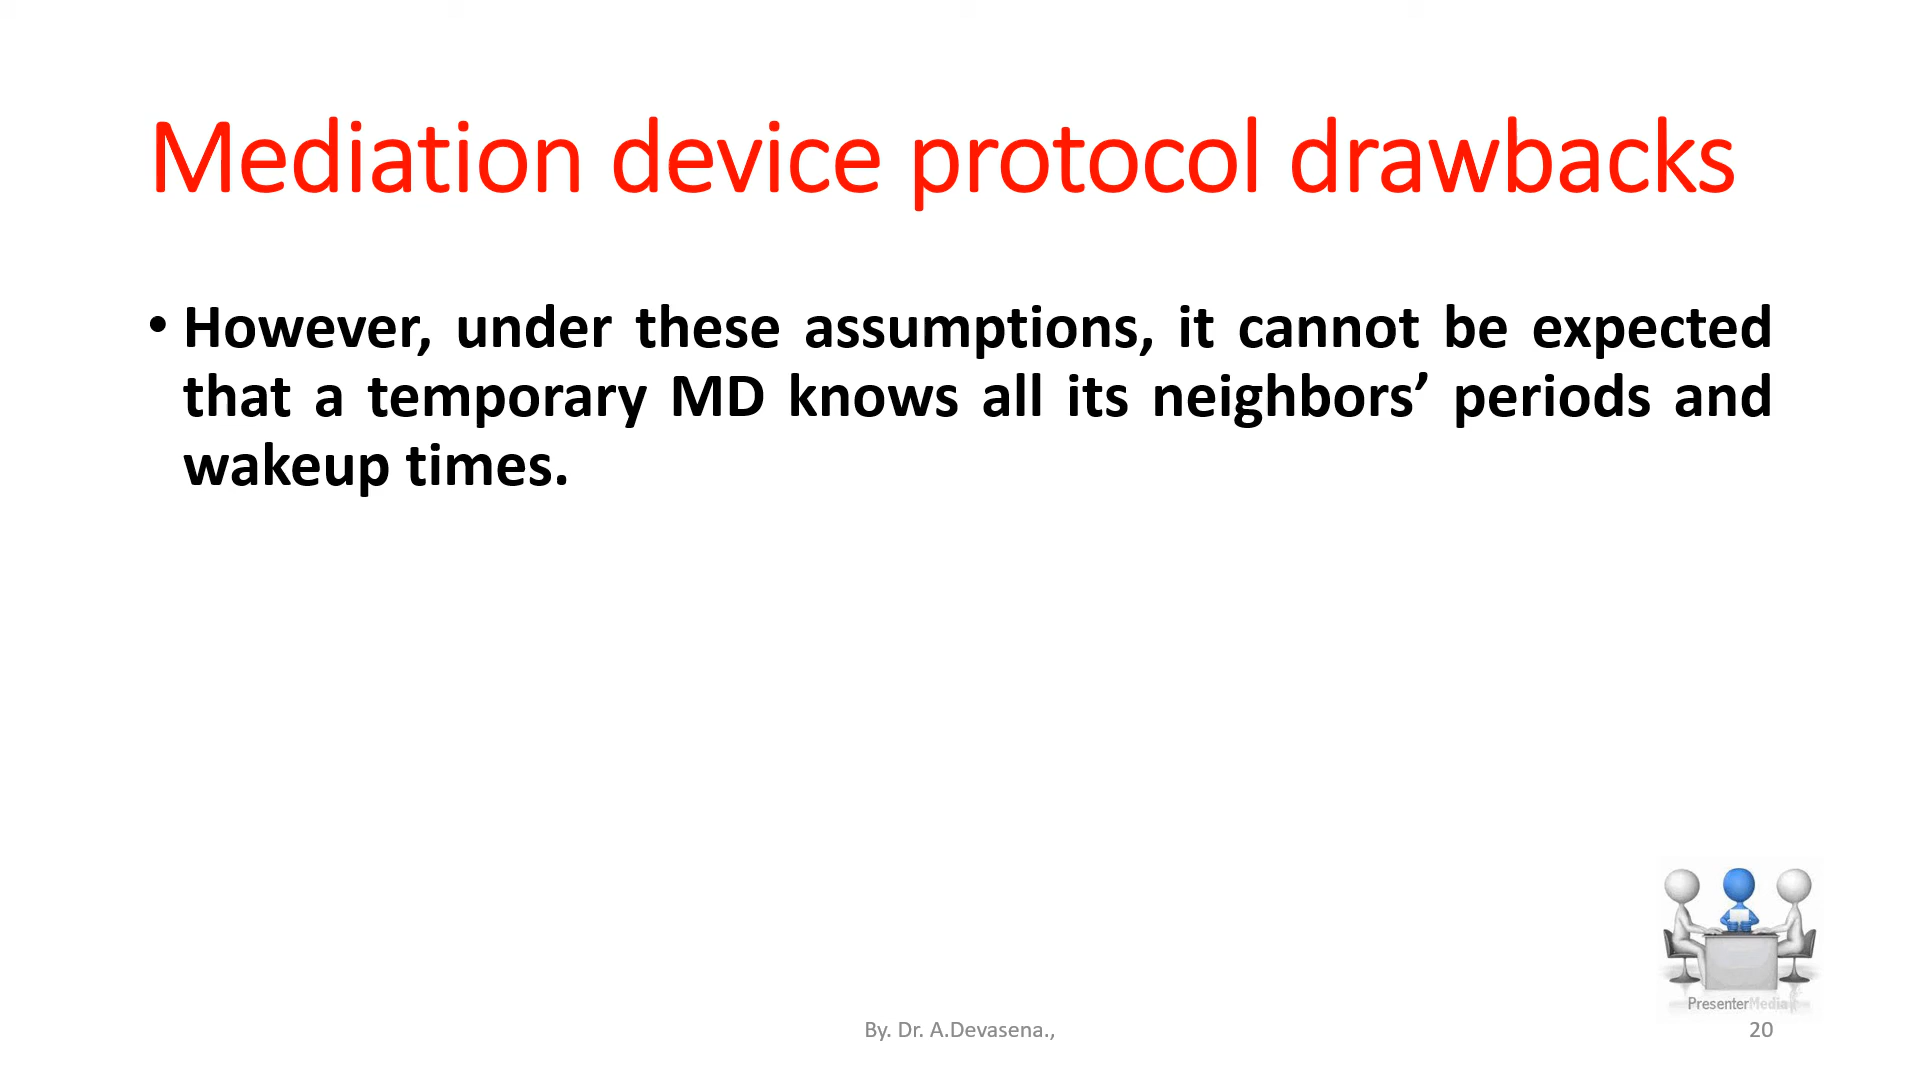 Mediation device protocol drawbacks
• However, under these assumptions, it cannot be expected
that a temporary MD knows all its neighbors’ periods and
wakeup times.
PresenterMedia
By. Dr. A.Devasena.,
20